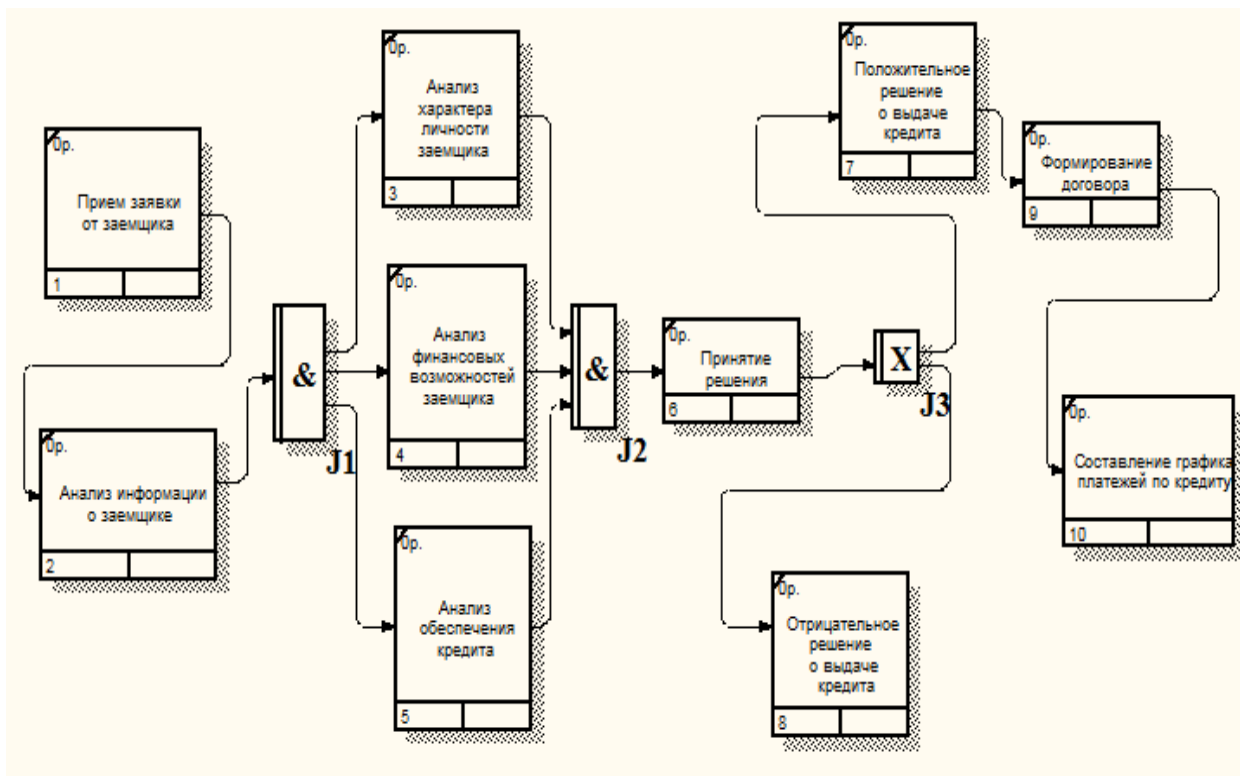 0р.
Прием заявки
от заемщика
1
0р.
Анализ информации
о заемщике
2
&
J1
0р.
Анализ
характера
личности
заемщика
3
0р.
Анализ
финансовых
возможностей
заемщика
4
0р.
Анализ
обеспечения
кредита
5
&
J2
0р.
Принятие
решения
6
X
J3
0р.
Положительное
решение
о выдаче
кредита
7
0р.
Отрицательное
решение
о выдаче
кредита
8
0р.
Формирование
договора
9
0р.
Составление графика
платежей по кредиту
10